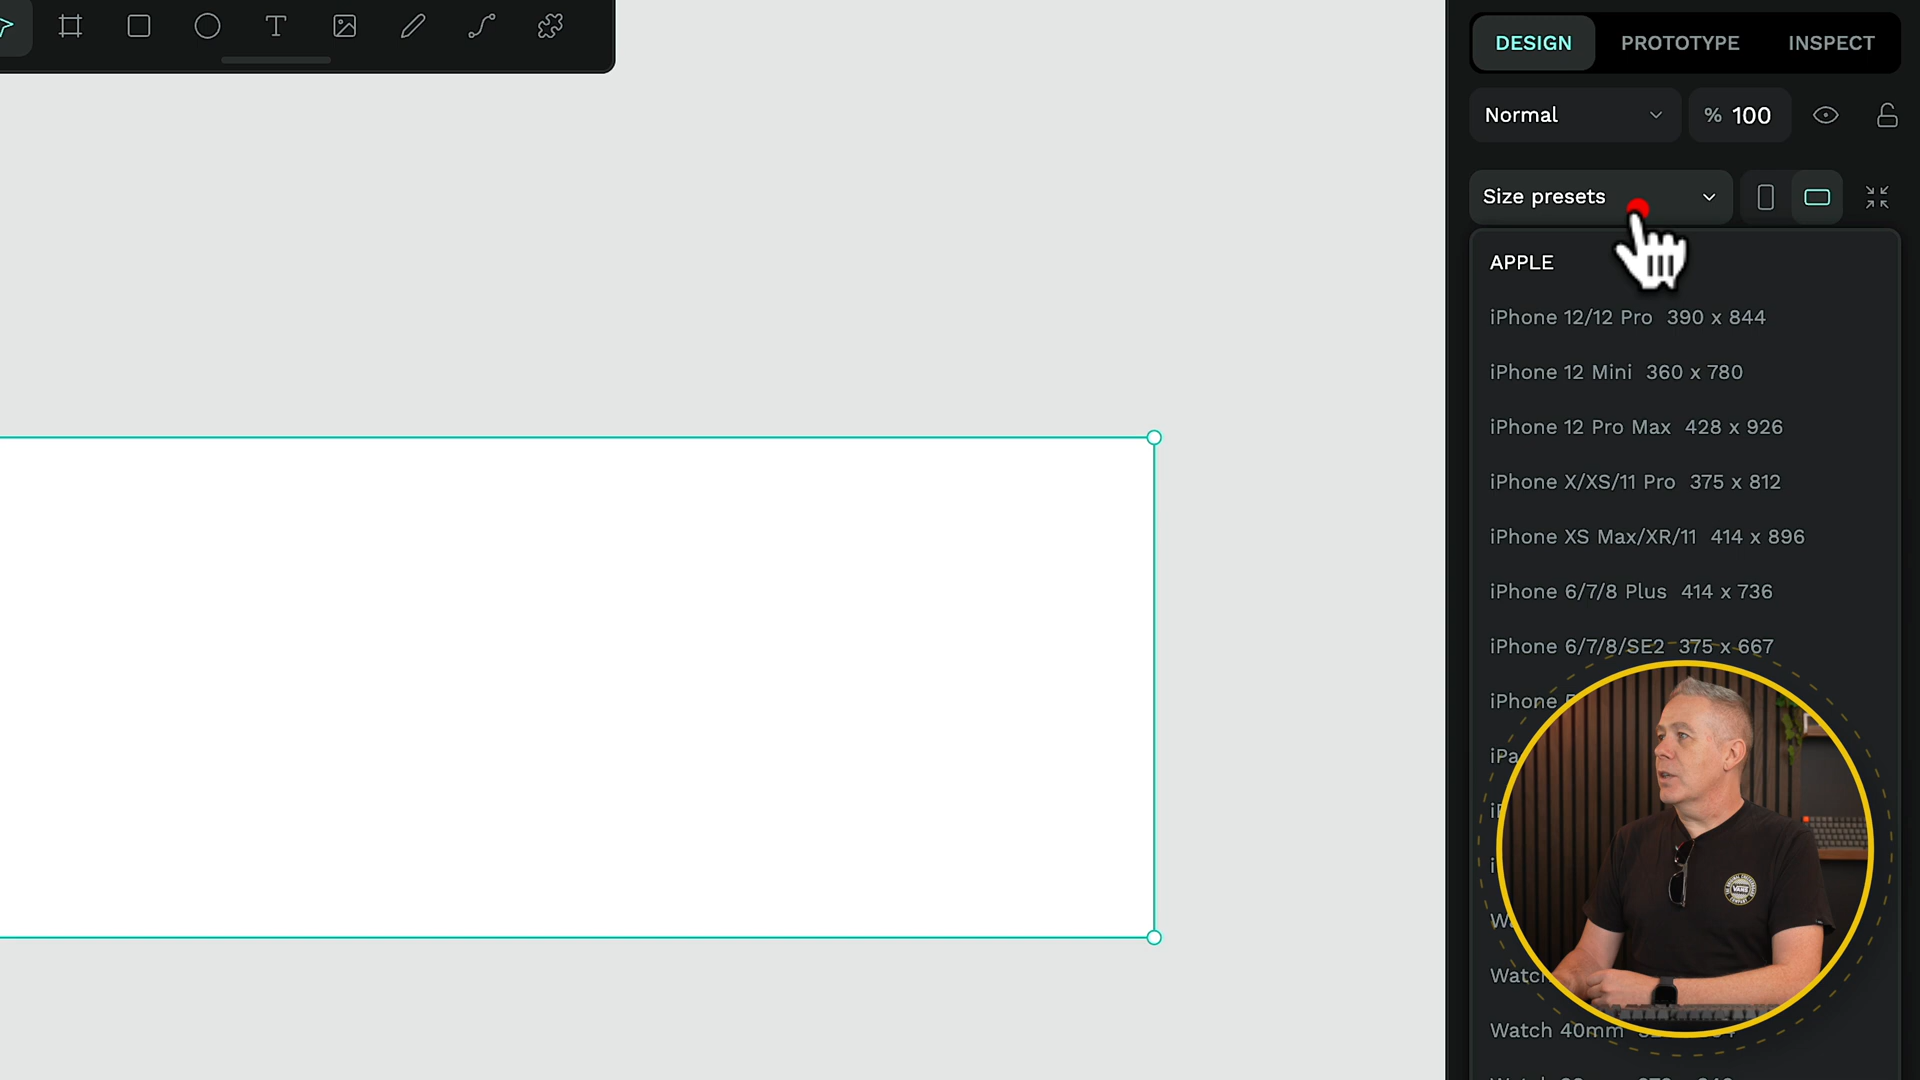 DESIGN
PROTOTYPE
INSPECT
Normal
% 100
Size presets
APPLE
iPhone 12/12 Pro 390 x 844
iPhone 12 Mini 360 x 780
iPhone 12 Pro Max 428 x 926
iPhone X/XS/11 Pro 375 x 812
iPhone XS Max/XR/11 414 x 896
iPhone 6/7/8 Plus 414 x 736
iPhone 6/7/8/SE2 375 x 667
iPhone
Watch 40mm
VANS